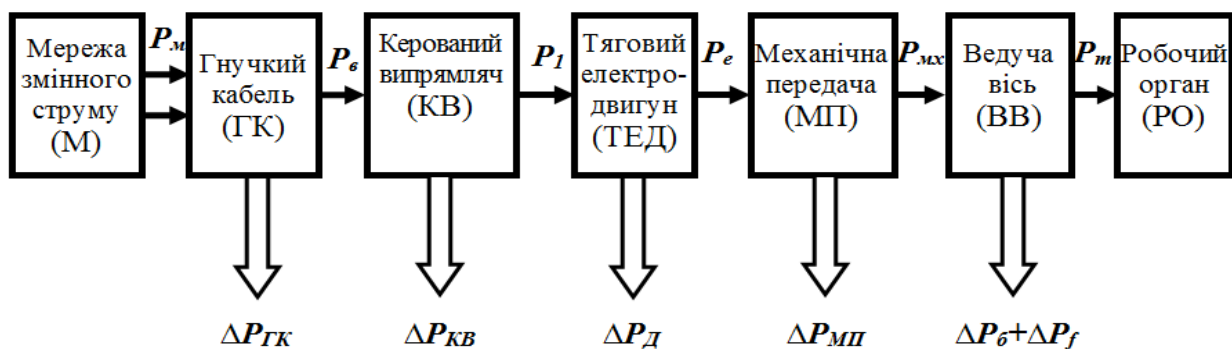 Мережа
змінного
струму
(М)
Pм
Гнучкий
кабель
(ГК)
Pв
Керований
випрямляч
(КВ)
P1
Тяговий
електро-
двигун
(ТЕД)
Pе
Механічна
передача
(МП)
Pмх
Ведуча
вісь
(ВВ)
Pт
Робочий
орган
(РО)
ΔPГК
ΔPКВ
ΔPД
ΔPМП
ΔPб+ΔPf